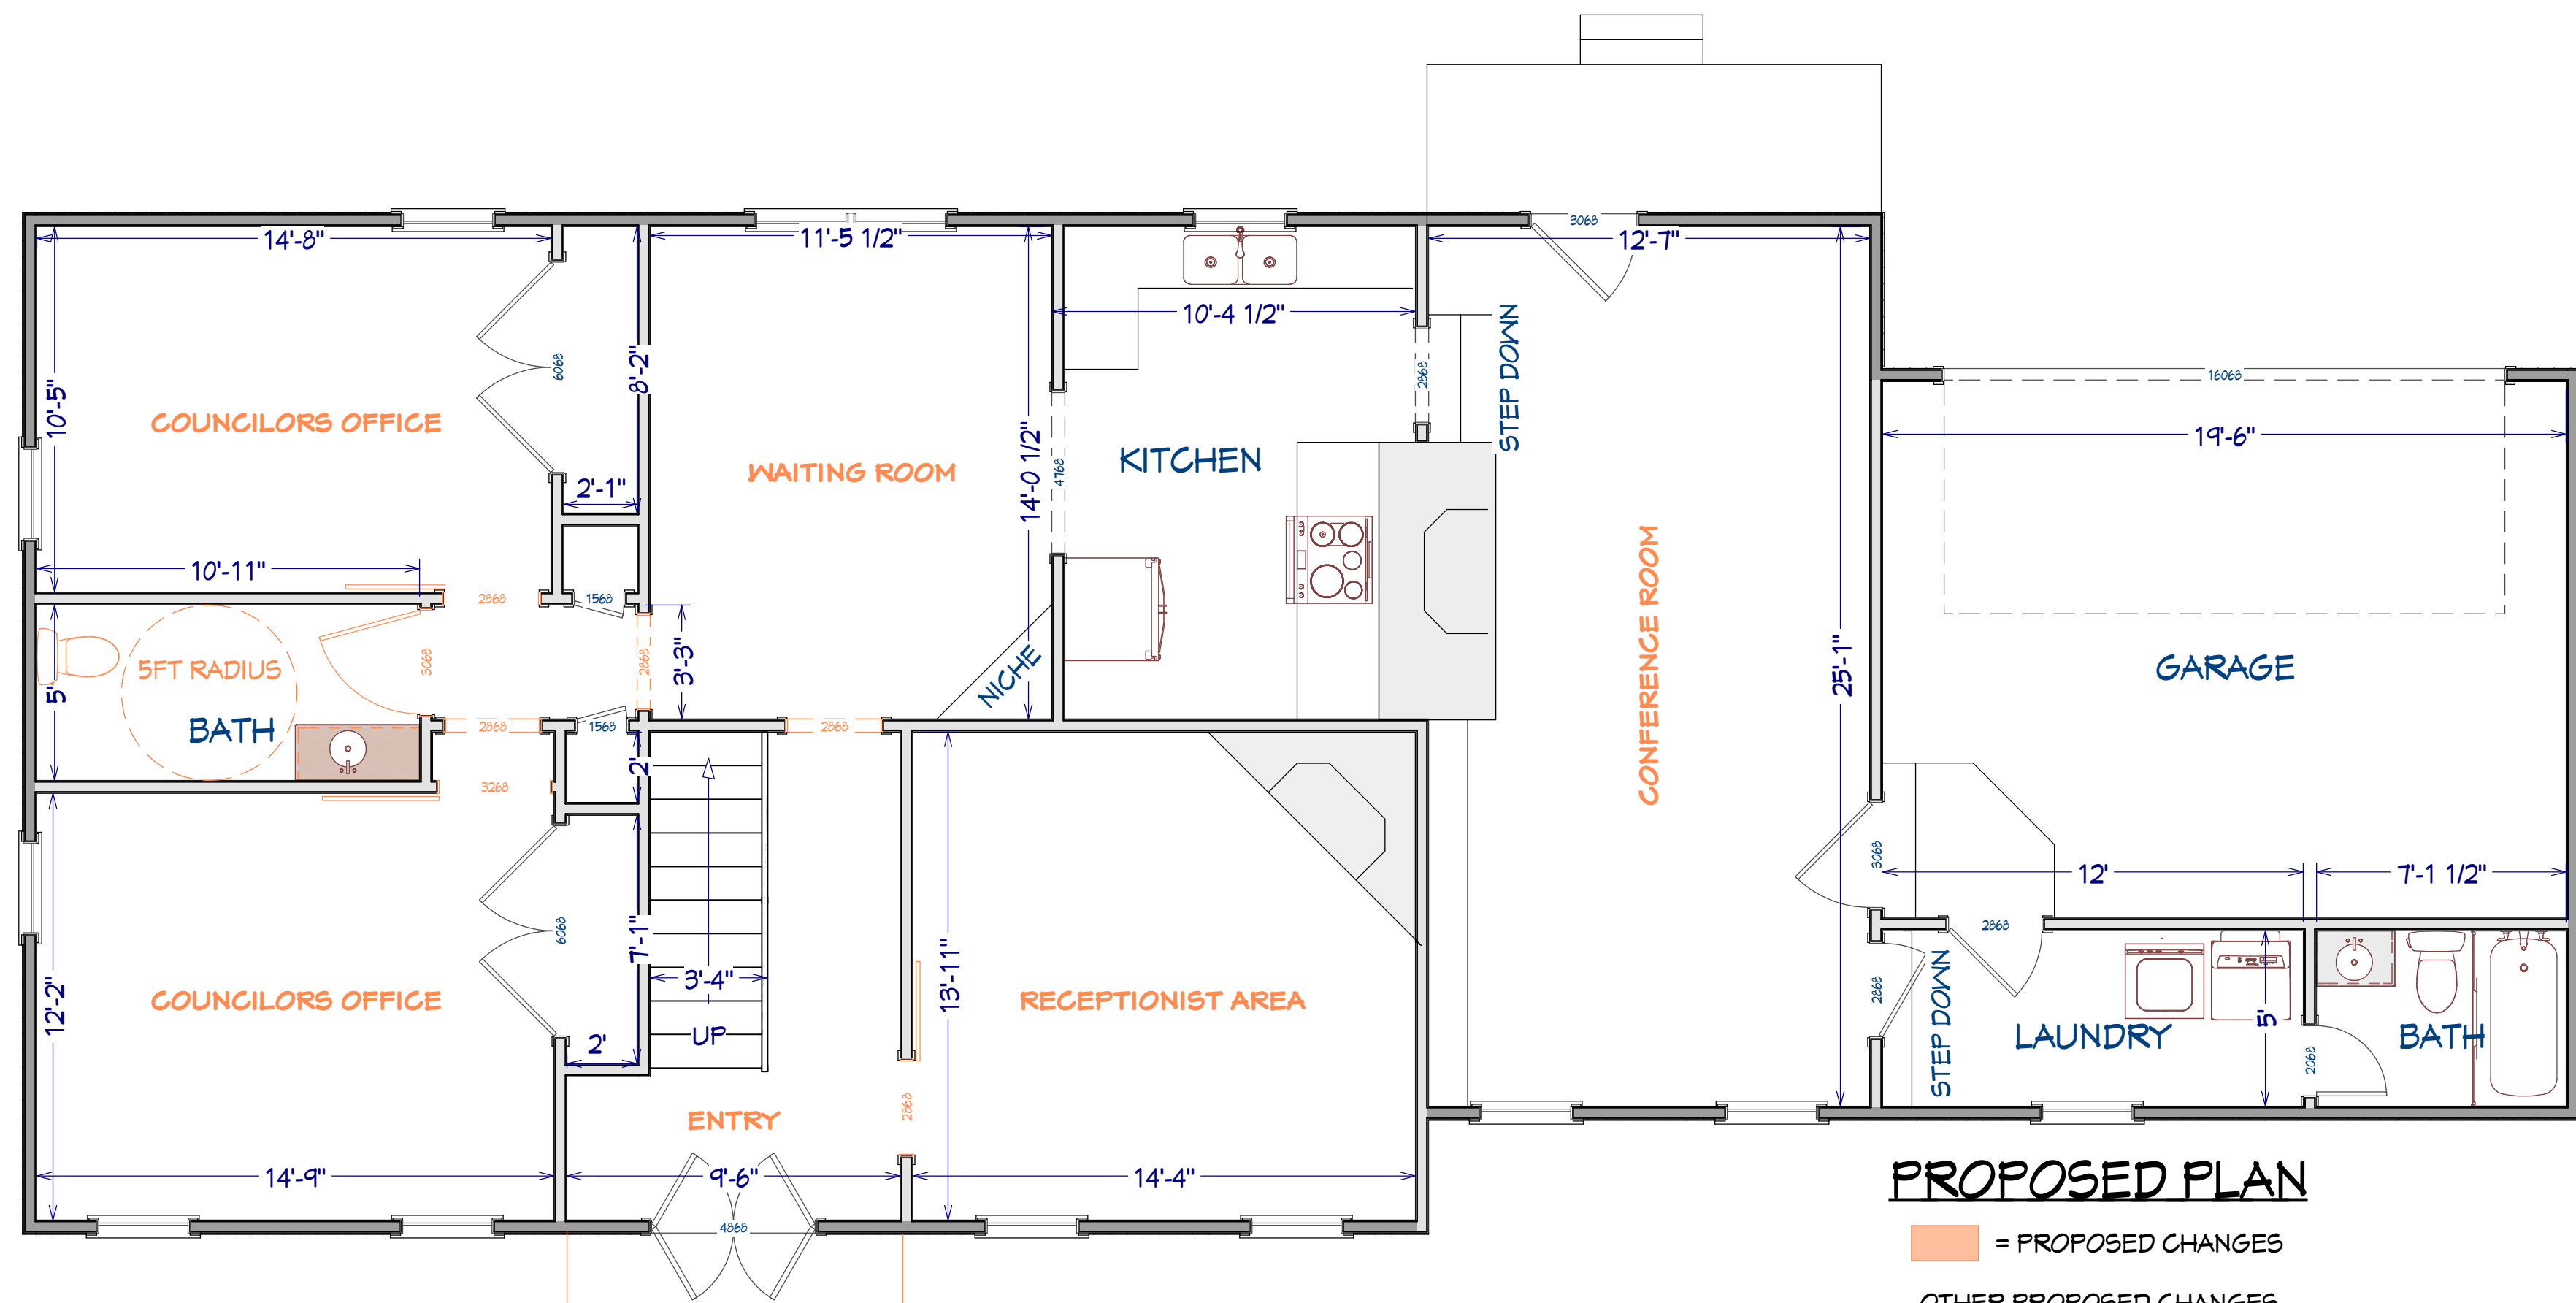 3068
14'-8"
11'-5 1/2"
12'-7"
10'-4 1/2"
STEP DOWN
6068
8'-2"
2868
16068
10'-5"
COUNCILORS OFFICE
19'-6"
WAITING ROOM
14'-0 1/2"
4768
KITCHEN
2'-1"
10'-11"
2868
1568
CONFERENCE ROOM
5'
5FT RADIUS
3068
2868
3'-3"
NICHE
25'-1"
GARAGE
BATH
2868
1568
2868
2'
3268
3068
12'
7'-1 1/2"
6068
7'-1"
2868
12'-2"
COUNCILORS OFFICE
3'-4"
13'-11"
RECEPTIONIST AREA
2868
STEP DOWN
5'
UP
2'
LAUNDRY
2068
BATH
ENTRY
2868
14'-9"
9'-6"
14'-4"
4868
PROPOSED PLAN
= PROPOSED CHANGES
OTHER PROPOSED CHANGES